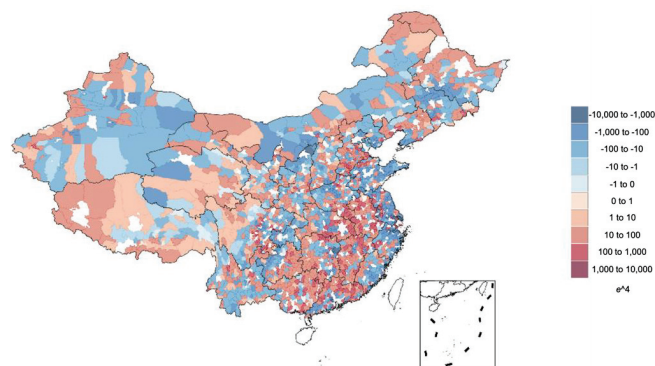 -10,000 to -1,000
-1,000 to -100
-100 to -10
-10 to -1
-1 to 0
0 to 1
1 to 10
10 to 100
100 to 1,000
1,000 to 10,000
e^4